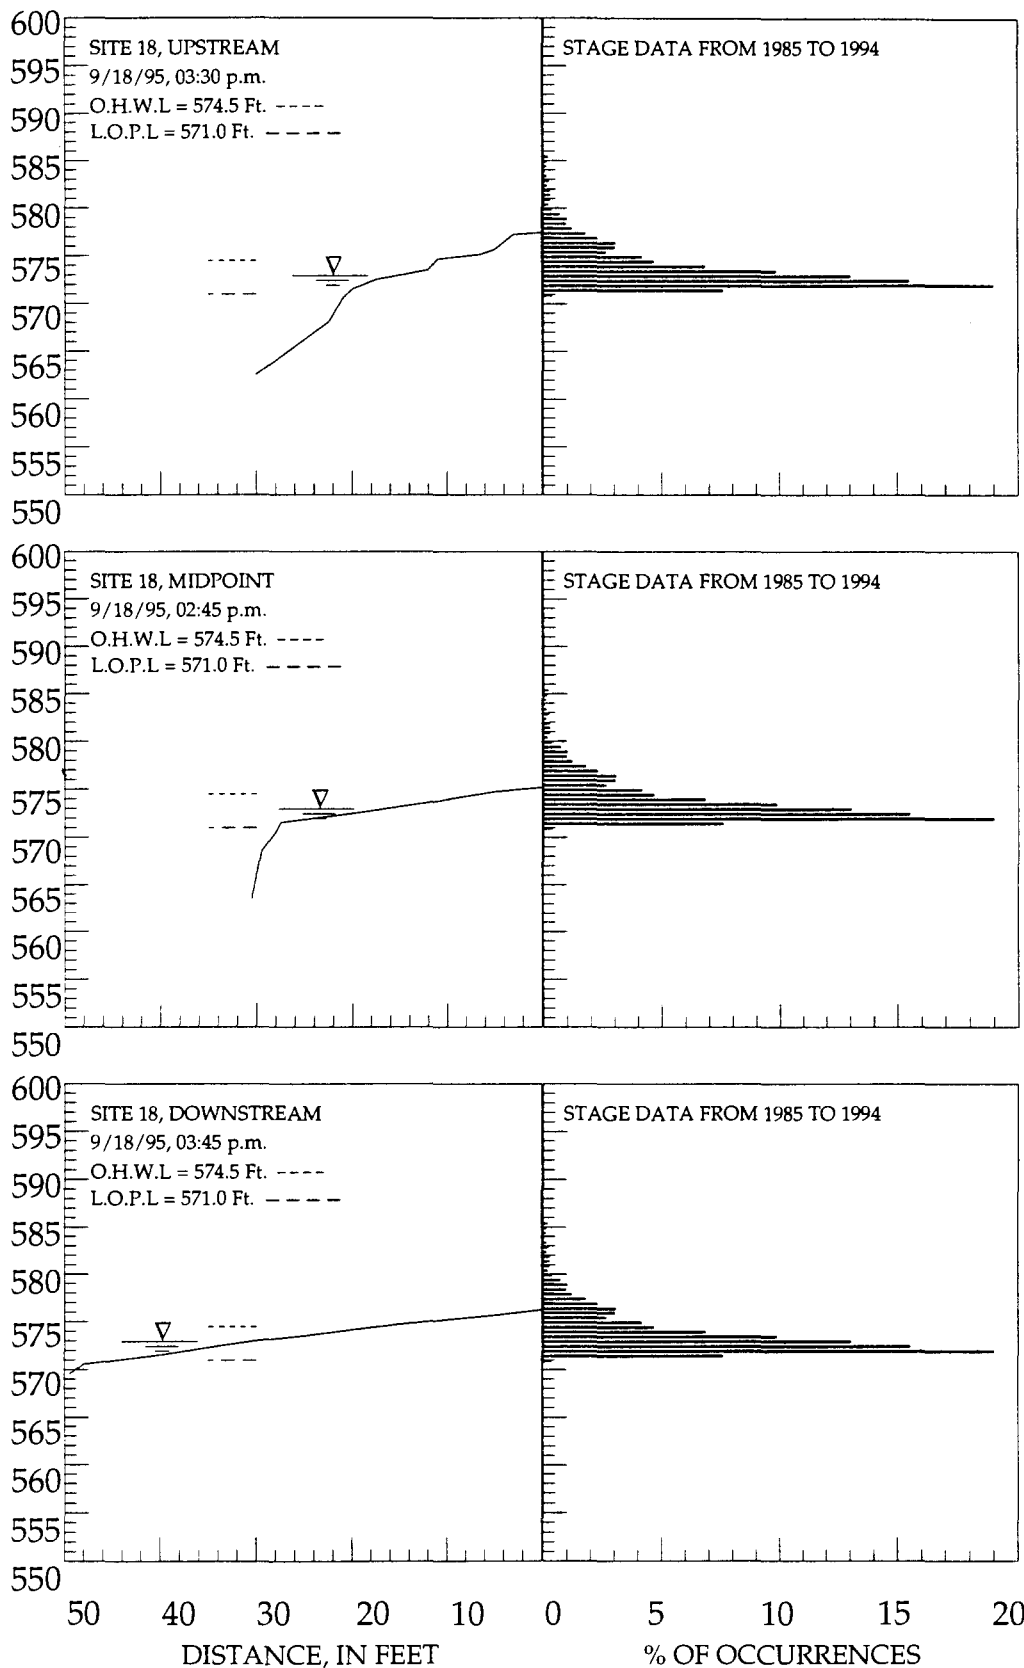 600
595
590
585
580
575
570
565
560
555
550
SITE 18, UPSTREAM
9/18/95, 03:30 p.m.
O.H.W.L = 574.5 Ft.
L.O.P.L = 571.0 Ft.
STAGE DATA FROM 1985 TO 1994
600
595
590
585
580
575
570
565
560
555
550
SITE 18, MIDPOINT
9/18/95, 02:45 p.m.
O.H.W.L = 574.5 Ft.
L.O.P.L = 571.0 Ft.
STAGE DATA FROM 1985 TO 1994
600
595
590
585
580
575
570
565
560
555
550
SITE 18, DOWNSTREAM
9/18/95, 03:45 p.m.
O.H.W.L = 574.5 Ft.
L.O.P.L = 571.0 Ft.
STAGE DATA FROM 1985 TO 1994
50 40 30 20 10 0 5 10 15 20
DISTANCE, IN FEET
% OF OCCURRENCES